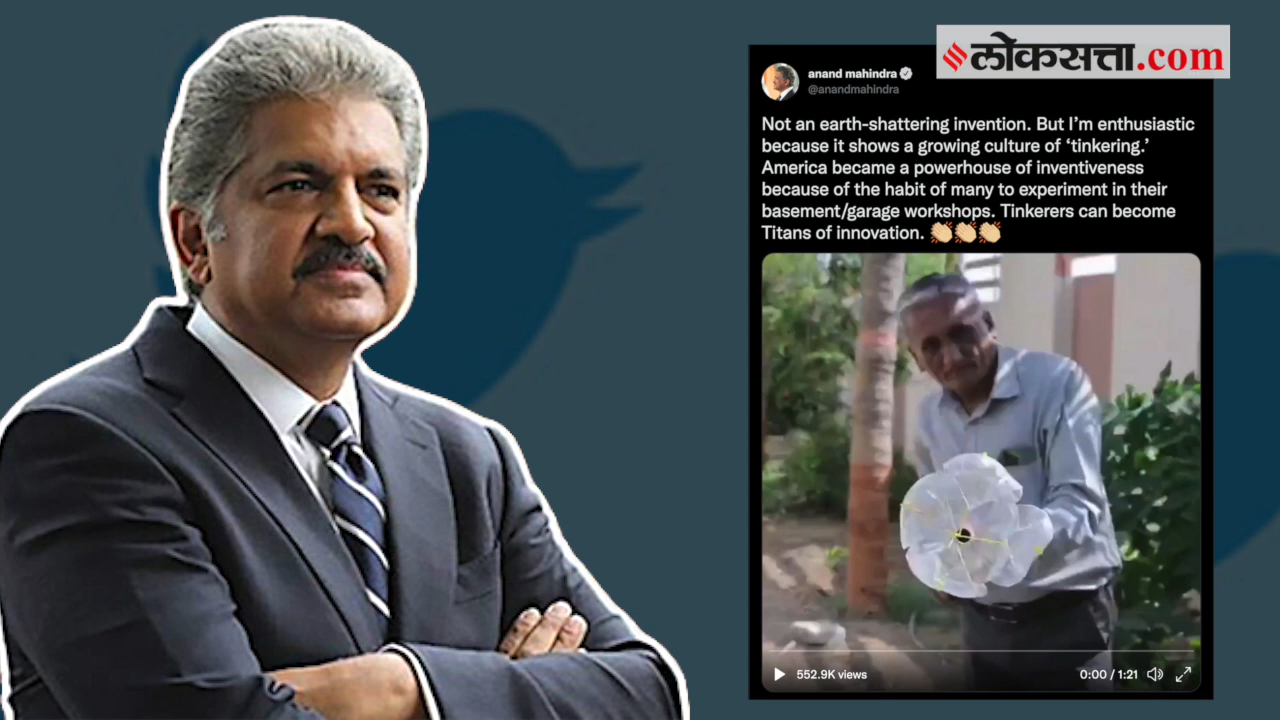 लोकसत्ता.com
anand mahindra
@anandmahindra
Not an earth-shattering invention. But I’m enthusiastic
because it shows a growing culture of ‘tinkering.’
America became a powerhouse of inventiveness
because of the habit of many to experiment in their
basement/garage workshops. Tinkerers can become
Titans of innovation. 👏🏼👏🏼👏🏼
552.9K views
0:00 / 1:21